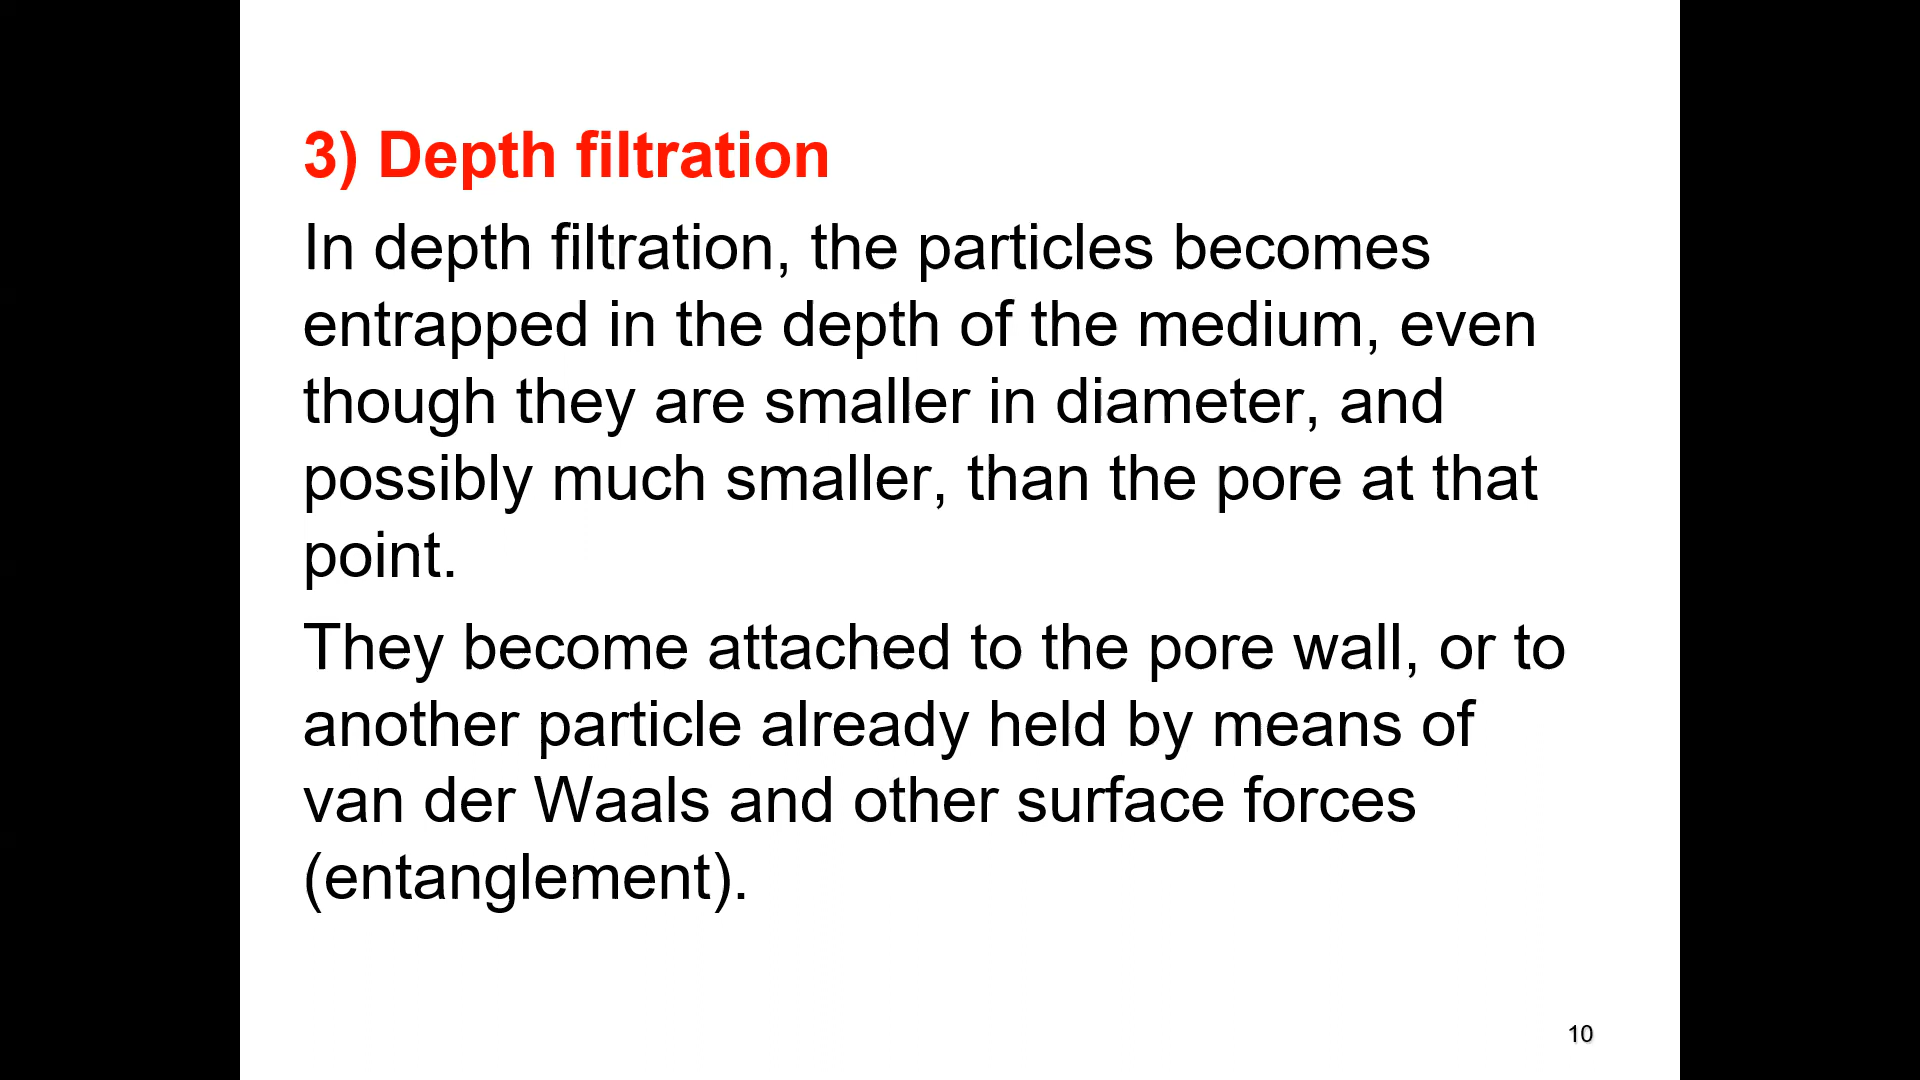 3) Depth filtration
In depth filtration, the particles becomes
entrapped in the depth of the medium, even
though they are smaller in diameter, and
possibly much smaller, than the pore at that
point.
They become attached to the pore wall, or to
another particle already held by means of
van der Waals and other surface forces
(entanglement).
10